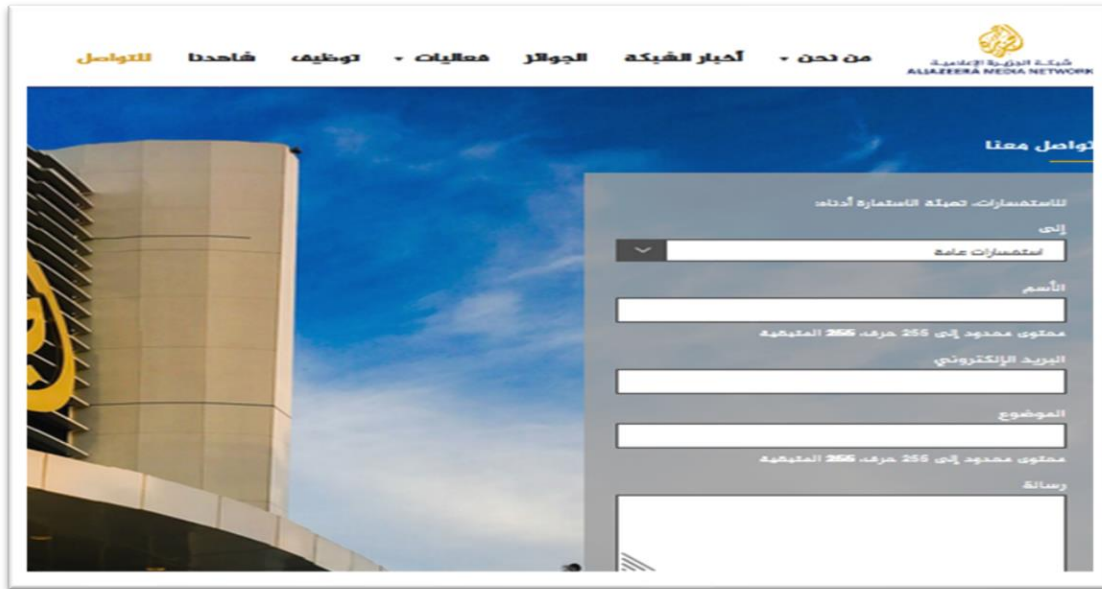 شبكة الجزيرة الإعلامية
ALJAZEERA MEDIA NETWORK
من نحن أخبار الشبكة الجوائز فعاليات توظيف شاهدنا للتواصل
تواصل معنا
للاستفسارات، تعبئة الاستمارة أدناه:
إلى
استفسارات عامة
الأسم
محتوى محدود إلى 255 حرف، 255 المتبقية
البريد الإلكتروني
الموضوع
محتوى محدود إلى 255 حرف، 255 المتبقية
رسالة